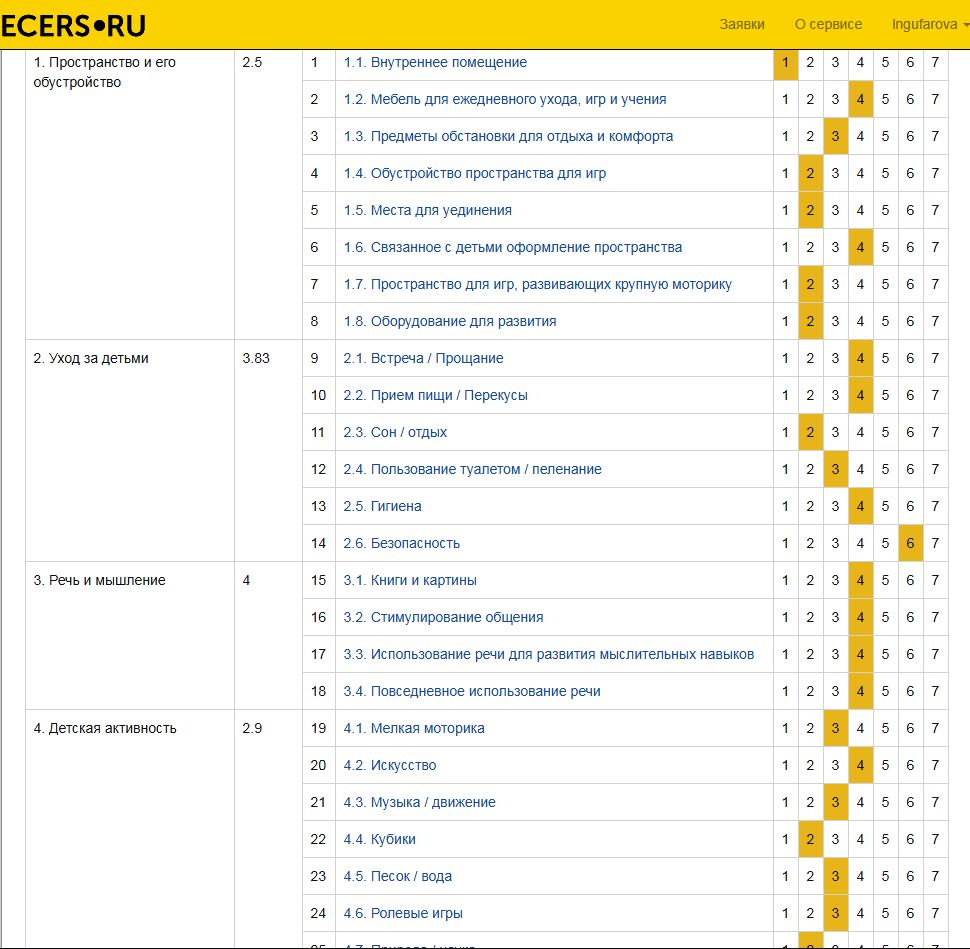 ECERS•RU Заявки О сервисе Ingufarova
1. Пространство и его 2.5 1 1.1. Внутреннее помещение 1 2 3 4 5 6 7
обустройство
2 1.2. Мебель для ежедневного ухода, игр и учения 1 2 3 4 5 6 7
3 1.3. Предметы обстановки для отдыха и комфорта 1 2 3 4 5 6 7
4 1.4. Обустройство пространства для игр 1 2 3 4 5 6 7
5 1.5. Места для уединения 1 2 3 4 5 6 7
6 1.6. Связанное с детьми оформление пространства 1 2 3 4 5 6 7
7 1.7. Пространство для игр, развивающих крупную моторику 1 2 3 4 5 6 7
8 1.8. Оборудование для развития 1 2 3 4 5 6 7
2. Уход за детьми 3.83 9 2.1. Встреча / Прощание 1 2 3 4 5 6 7
10 2.2. Прием пищи / Перекусы 1 2 3 4 5 6 7
11 2.3. Сон / отдых 1 2 3 4 5 6 7
12 2.4. Пользование туалетом / пеленание 1 2 3 4 5 6 7
13 2.5. Гигиена 1 2 3 4 5 6 7
14 2.6. Безопасность 1 2 3 4 5 6 7
3. Речь и мышление 4 15 3.1. Книги и картины 1 2 3 4 5 6 7
16 3.2. Стимулирование общения 1 2 3 4 5 6 7
17 3.3. Использование речи для развития мыслительных навыков 1 2 3 4 5 6 7
18 3.4. Повседневное использование речи 1 2 3 4 5 6 7
4. Детская активность 2.9 19 4.1. Мелкая моторика 1 2 3 4 5 6 7
20 4.2. Искусство 1 2 3 4 5 6 7
21 4.3. Музыка / движение 1 2 3 4 5 6 7
22 4.4. Кубики 1 2 3 4 5 6 7
23 4.5. Песок / вода 1 2 3 4 5 6 7
24 4.6. Ролевые игры 1 2 3 4 5 6 7